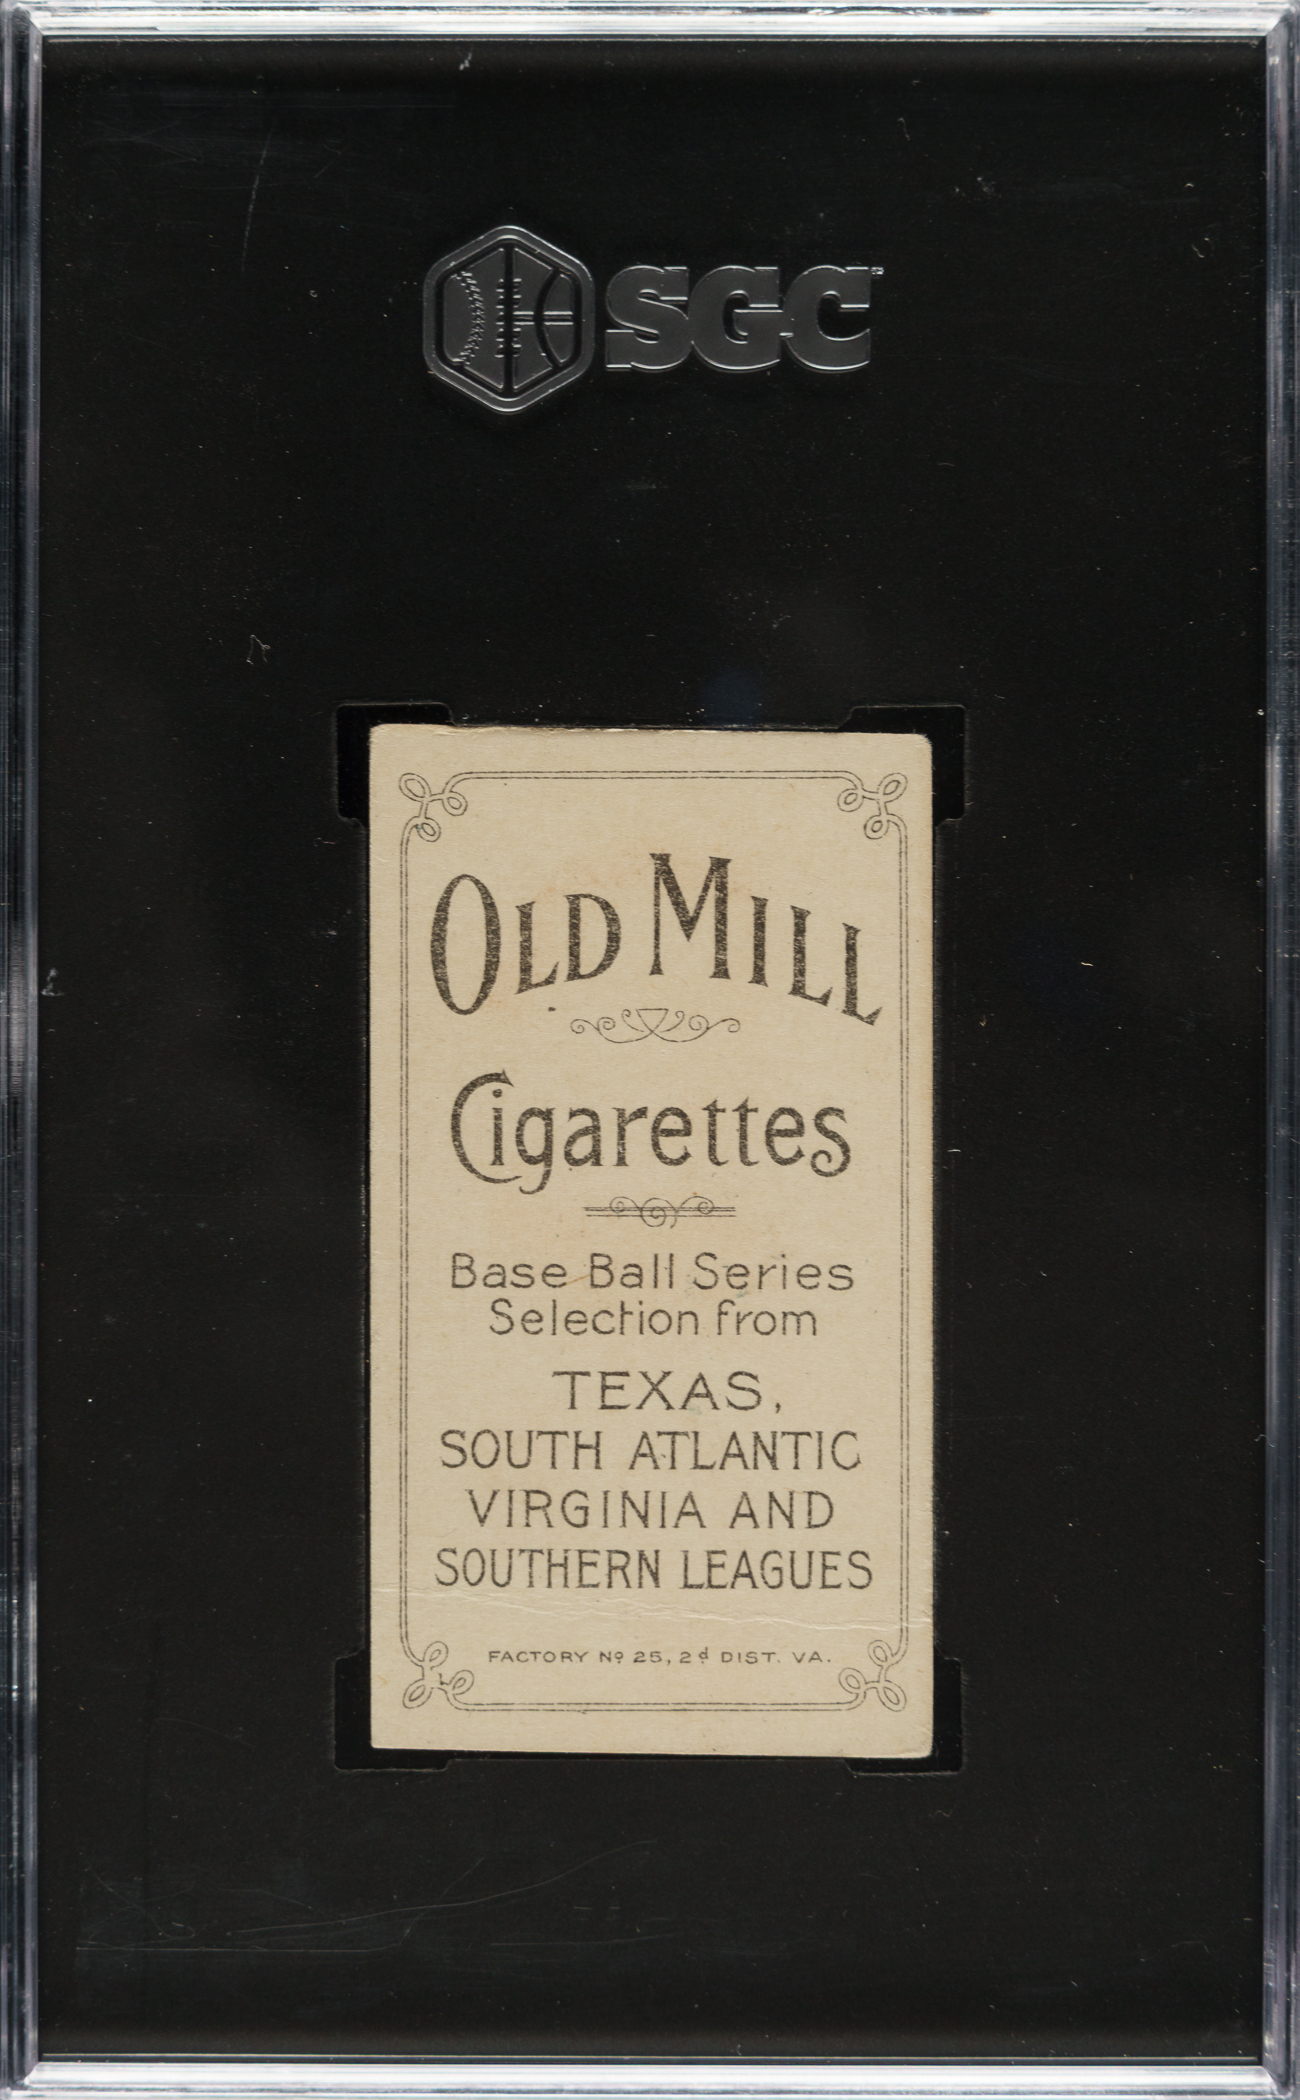 SGC
OLD MILL
Cigarettes
Base Ball Series
Selection from
TEXAS,
SOUTH ATLANTIC
VIRGINIA AND
SOUTHERN LEAGUES
FACTORY Nº 25, 2d DIST. VA.